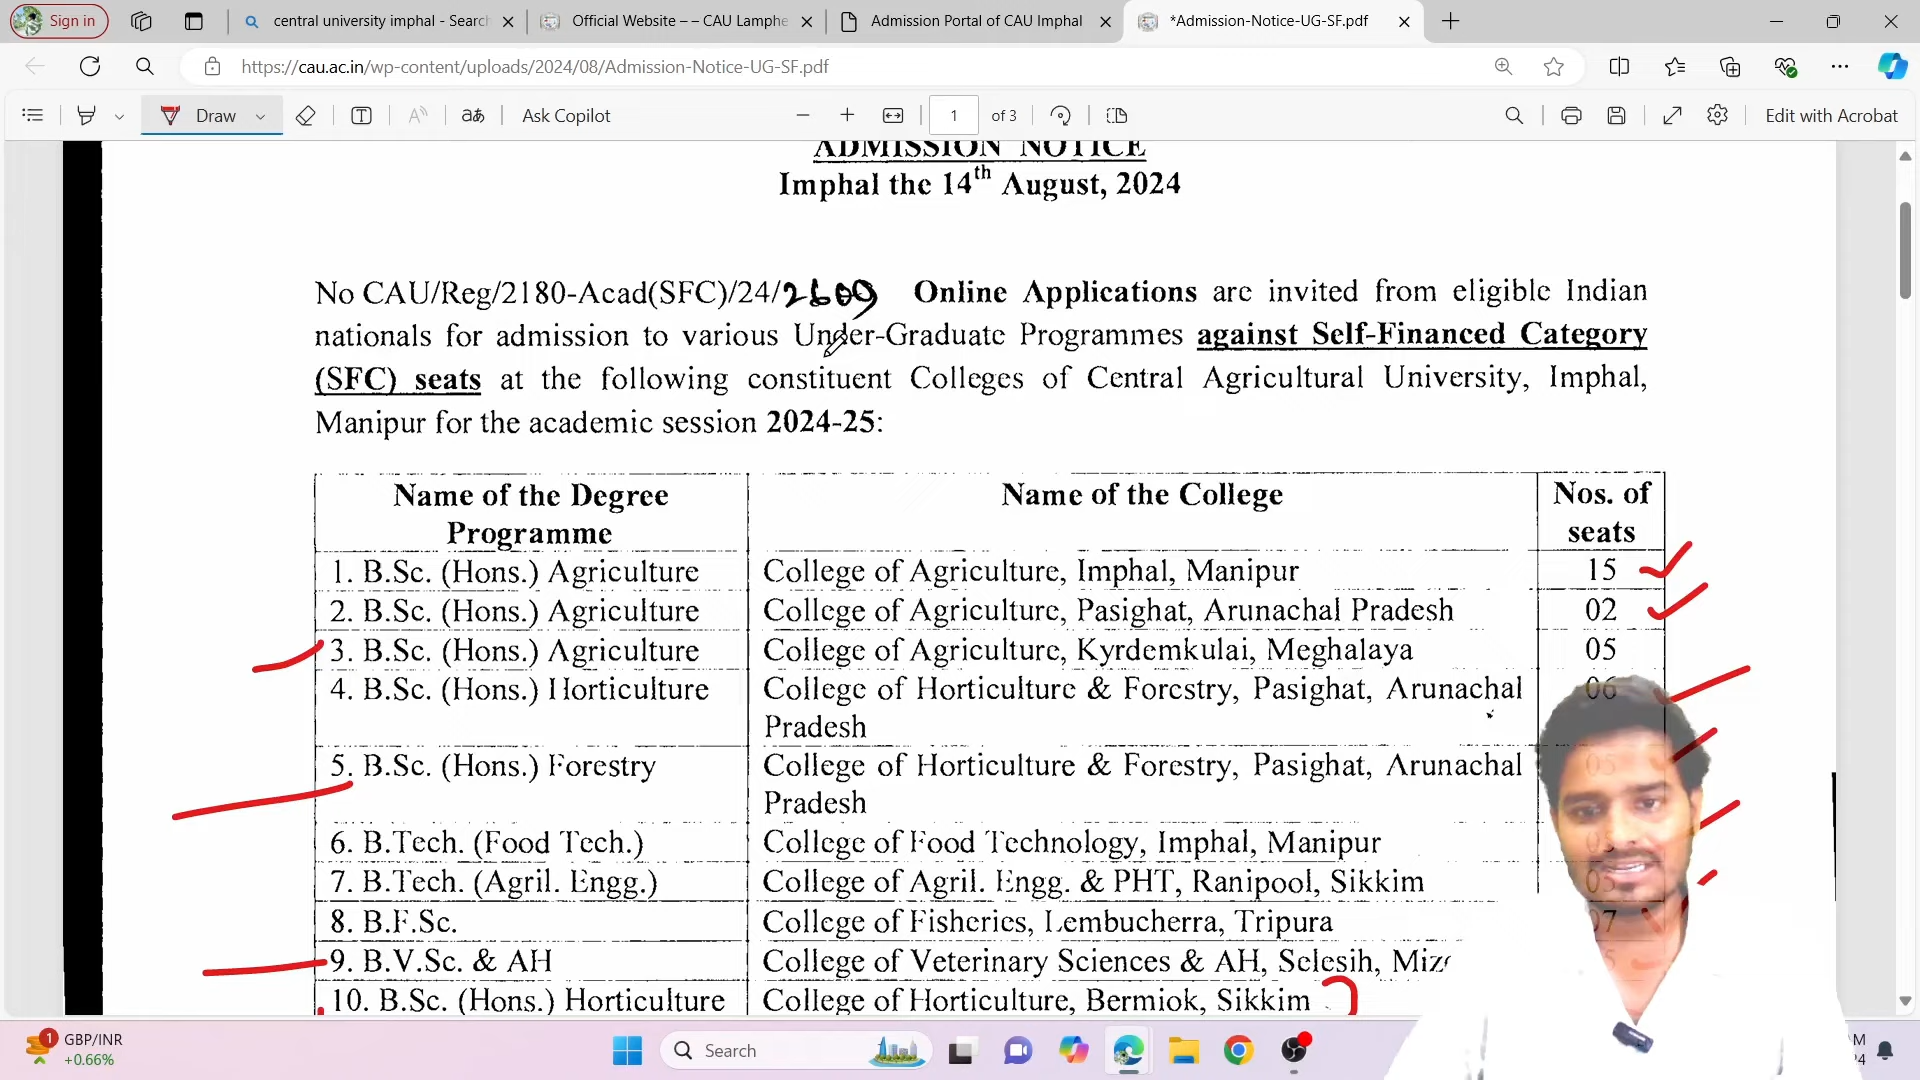 Sign in
central university imphal - Search
Official Website – – CAU Lamphe
Admission Portal of CAU Imphal
*Admission-Notice-UG-SF.pdf
https://cau.ac.in/wp-content/uploads/2024/08/Admission-Notice-UG-SF.pdf
Draw
aあ
Ask Copilot
1 of 3
Edit with Acrobat
ADMISSION NOTICE
Imphal the 14th August, 2024
No CAU/Reg/2180-Acad(SFC)/24/2609 Online Applications are invited from eligible Indian
nationals for admission to various Under-Graduate Programmes against Self-Financed Category
(SFC) seats at the following constituent Colleges of Central Agricultural University, Imphal,
Manipur for the academic session 2024-25:
Name of the Degree Programme Name of the College Nos. of seats
1. B.Sc. (Hons.) Agriculture College of Agriculture, Imphal, Manipur 15
2. B.Sc. (Hons.) Agriculture College of Agriculture, Pasighat, Arunachal Pradesh 02
3. B.Sc. (Hons.) Agriculture College of Agriculture, Kyrdemkulai, Meghalaya 05
4. B.Sc. (Hons.) Horticulture College of Horticulture & Forestry, Pasighat, Arunachal 06
Pradesh
5. B.Sc. (Hons.) Forestry College of Horticulture & Forestry, Pasighat, Arunachal 05
Pradesh
6. B.Tech. (Food Tech.) College of Food Technology, Imphal, Manipur
7. B.Tech. (Agril. Engg.) College of Agril. Engg. & PHT, Ranipool, Sikkim 05
8. B.F.Sc. College of Fisheries, Lembucherra, Tripura 07
9. B.V.Sc. & AH College of Veterinary Sciences & AH, Selesih, Mizo
10. B.Sc. (Hons.) Horticulture College of Horticulture, Bermiok, Sikkim
1
GBP/INR
+0.66%
Search